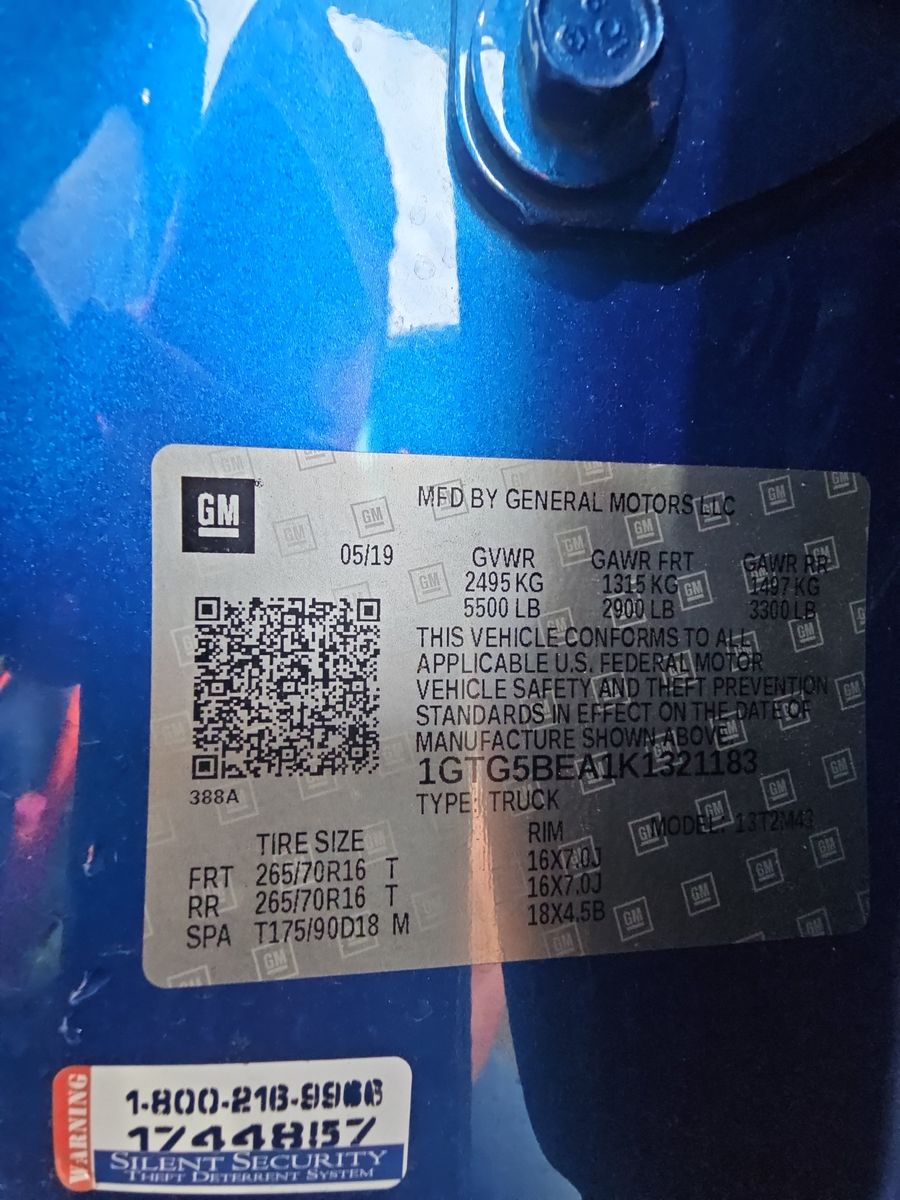 GM
MFD BY GENERAL MOTORS LLC
05/19
GVWR GAWR FRT GAWR RR
2495 KG 1315 KG 1497 KG
5500 LB 2900 LB 3300 LB
THIS VEHICLE CONFORMS TO ALL
APPLICABLE U.S. FEDERAL MOTOR
VEHICLE SAFETY AND THEFT PREVENTION
STANDARDS IN EFFECT ON THE DATE OF
MANUFACTURE SHOWN ABOVE
1GTG5BEA1K1321183
388A
TYPE: TRUCK
MODEL: 13T2M43
TIRE SIZE RIM
FRT 265/70R16 T 16X7.0J
RR 265/70R16 T 16X7.0J
SPA T175/90D18 M 18X4.5B
WARNING
1-800-216-9966
17448157
SILENT SECURITY
THEFT DETERRENT SYSTEM